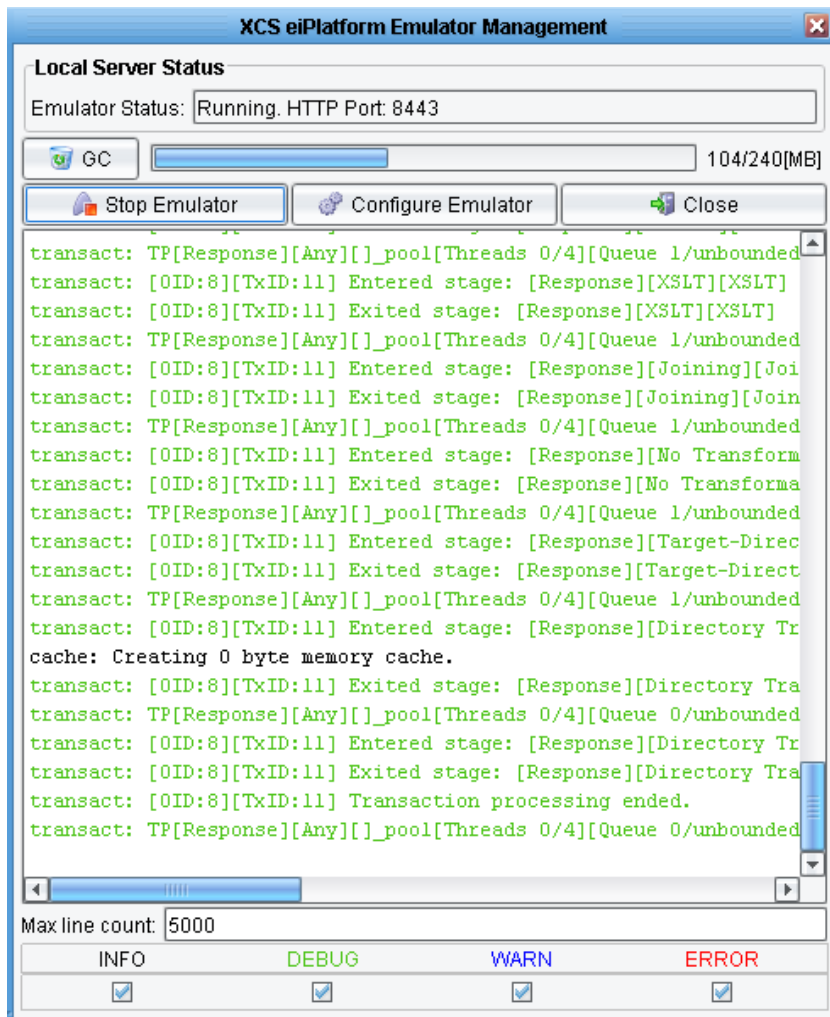 XCS eiPlatform Emulator Management
Local Server Status
Emulator Status: Running. HTTP Port: 8443
GC 104/240[MB]
Stop Emulator Configure Emulator Close
transact: TP[Response][Any][]_pool[Threads 0/4][Queue 1/unbounded
transact: [OID:8][TxID:11] Entered stage: [Response][XSLT][XSLT]
transact: [OID:8][TxID:11] Exited stage: [Response][XSLT][XSLT]
transact: TP[Response][Any][]_pool[Threads 0/4][Queue 1/unbounded
transact: [OID:8][TxID:11] Entered stage: [Response][Joining][Joi
transact: [OID:8][TxID:11] Exited stage: [Response][Joining][Join
transact: TP[Response][Any][]_pool[Threads 0/4][Queue 1/unbounded
transact: [OID:8][TxID:11] Entered stage: [Response][No Transform
transact: [OID:8][TxID:11] Exited stage: [Response][No Transforma
transact: TP[Response][Any][]_pool[Threads 0/4][Queue 1/unbounded
transact: [OID:8][TxID:11] Entered stage: [Response][Target-Direc
transact: [OID:8][TxID:11] Exited stage: [Response][Target-Direct
transact: TP[Response][Any][]_pool[Threads 0/4][Queue 1/unbounded
transact: [OID:8][TxID:11] Entered stage: [Response][Directory Tr
cache: Creating 0 byte memory cache.
transact: [OID:8][TxID:11] Exited stage: [Response][Directory Tra
transact: TP[Response][Any][]_pool[Threads 0/4][Queue 0/unbounded
transact: [OID:8][TxID:11] Entered stage: [Response][Directory Tr
transact: [OID:8][TxID:11] Exited stage: [Response][Directory Tra
transact: [OID:8][TxID:11] Transaction processing ended.
transact: TP[Response][Any][]_pool[Threads 0/4][Queue 0/unbounded
Max line count: 5000
INFO DEBUG WARN ERROR